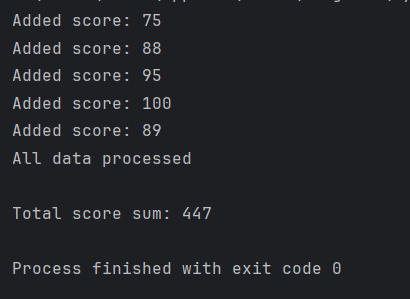 Added score: 75
Added score: 88
Added score: 95
Added score: 100
Added score: 89
All data processed
Total score sum: 447
Process finished with exit code 0